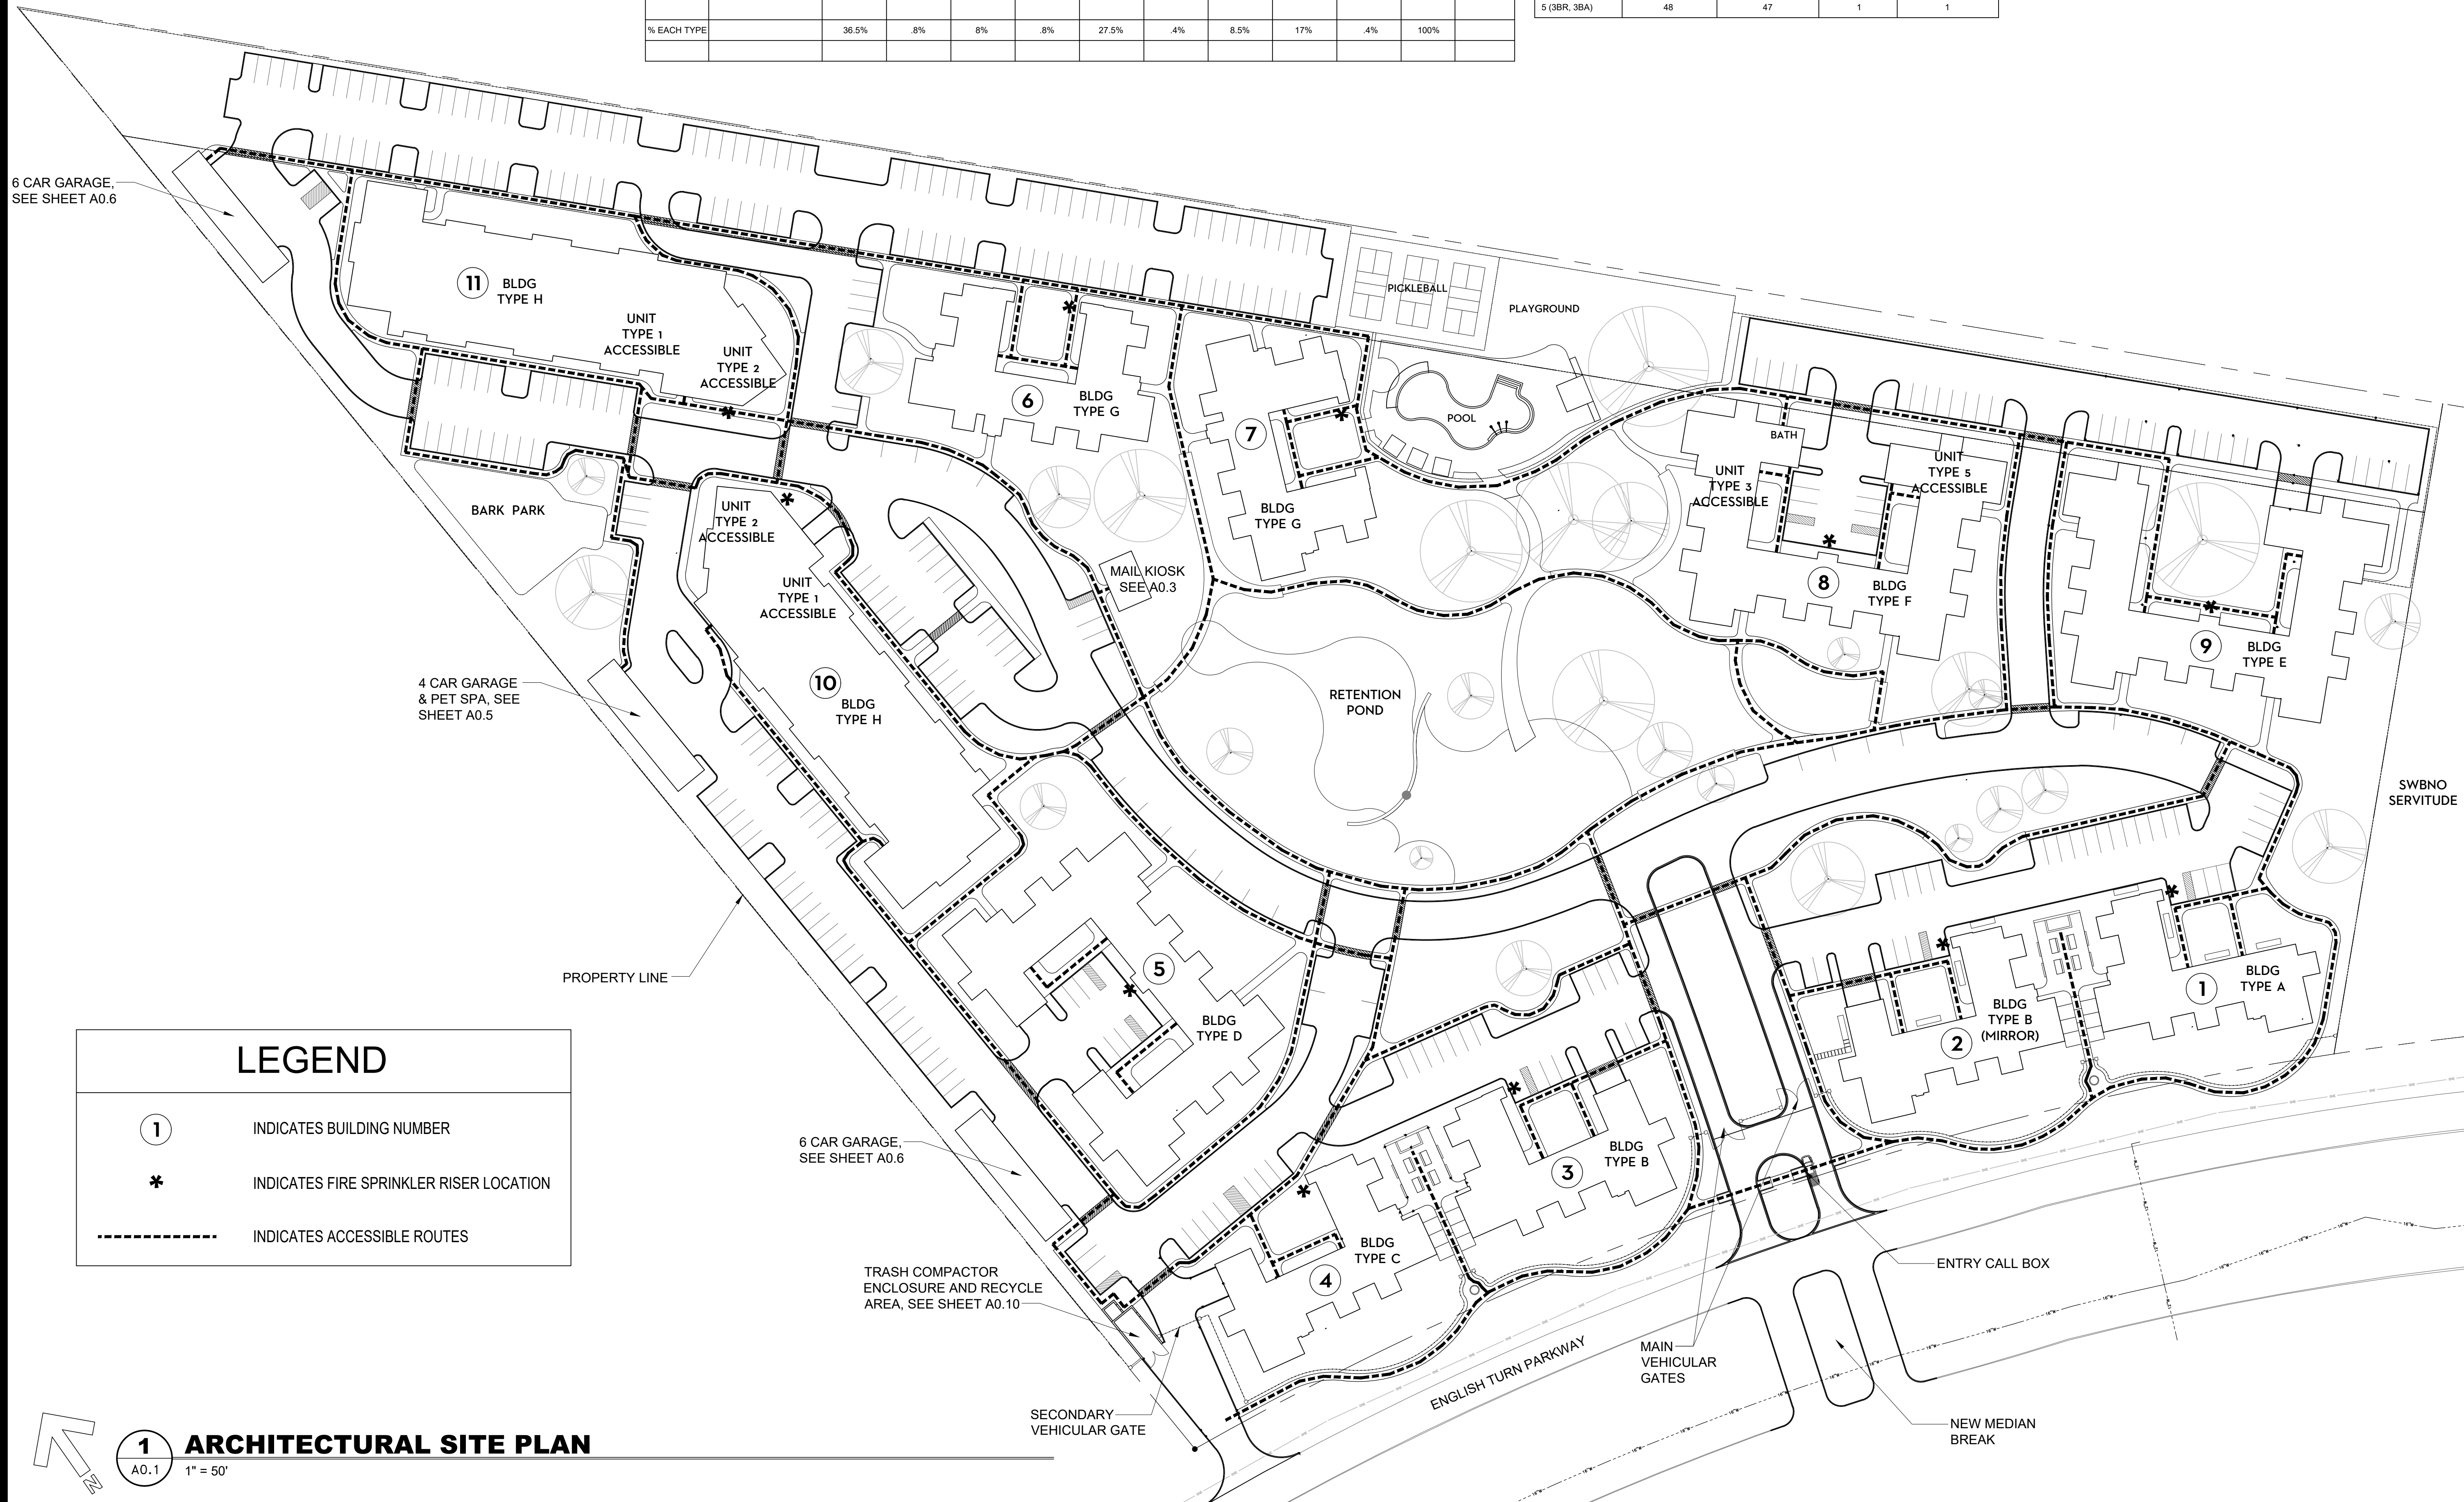 % EACH TYPE 36.5% .8% 8% .8% 27.5% .4% 8.5% 17% .4% 100%
5 (3BR, 3BA) 48 47 1 1
6 CAR GARAGE,
SEE SHEET A0.6
11
BLDG
TYPE H
UNIT
TYPE 1
ACCESSIBLE
UNIT
TYPE 2
ACCESSIBLE
6
BLDG
TYPE G
7
BLDG
TYPE G
PICKLEBALL
PLAYGROUND
POOL
BATH
UNIT
TYPE 3
ACCESSIBLE
UNIT
TYPE 5
ACCESSIBLE
8
BLDG
TYPE F
9
BLDG
TYPE E
BARK PARK
UNIT
TYPE 2
ACCESSIBLE
UNIT
TYPE 1
ACCESSIBLE
MAIL KIOSK
SEE A0.3
10
BLDG
TYPE H
4 CAR GARAGE
& PET SPA, SEE
SHEET A0.5
RETENTION
POND
SWBNO
SERVITUDE
PROPERTY LINE
5
BLDG
TYPE D
1
BLDG
TYPE A
2
BLDG
TYPE B
(MIRROR)
3
BLDG
TYPE B
4
BLDG
TYPE C
6 CAR GARAGE,
SEE SHEET A0.6
TRASH COMPACTOR
ENCLOSURE AND RECYCLE
AREA, SEE SHEET A0.10
SECONDARY
VEHICULAR GATE
ENGLISH TURN PARKWAY
MAIN
VEHICULAR
GATES
ENTRY CALL BOX
NEW MEDIAN
BREAK
LEGEND
1 INDICATES BUILDING NUMBER
* INDICATES FIRE SPRINKLER RISER LOCATION
INDICATES ACCESSIBLE ROUTES
N
1
A0.1
ARCHITECTURAL SITE PLAN
1" = 50'